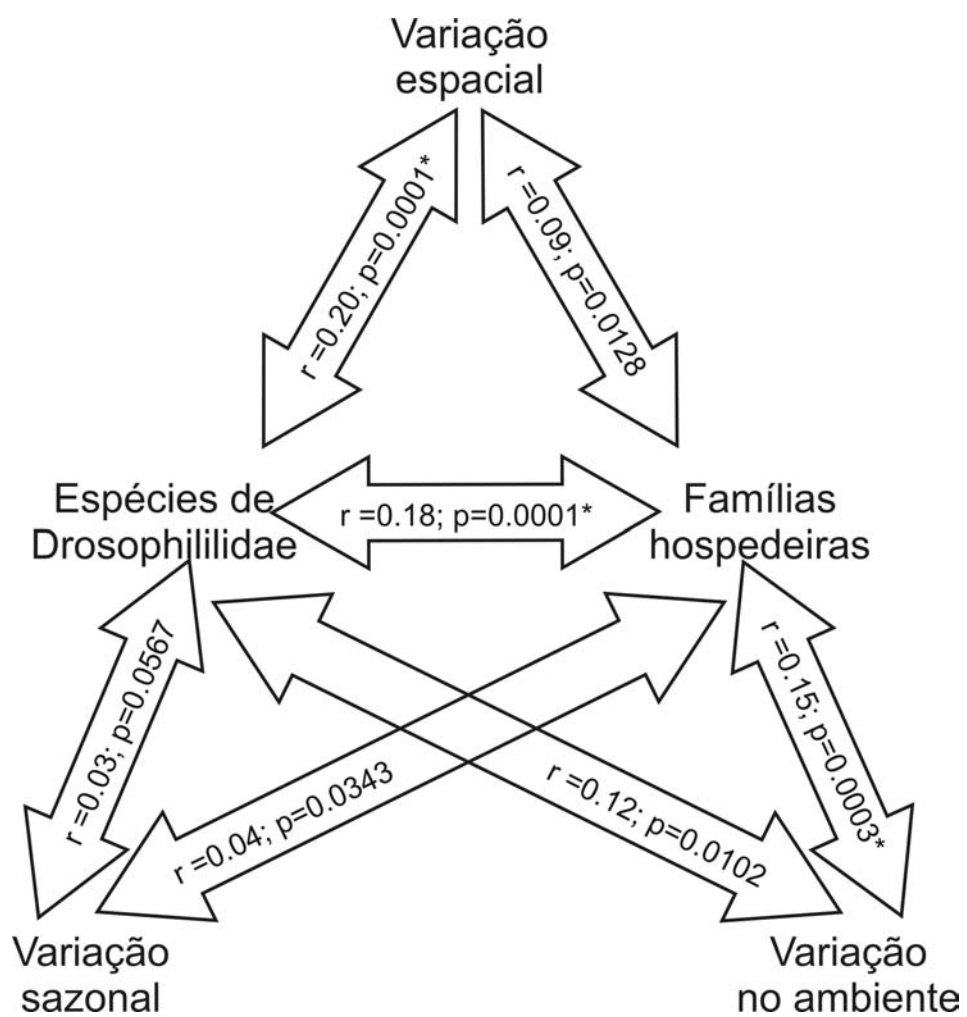 Variação
espacial
r =0.20; p=0.0001*
r =0.09; p=0.0128
Espécies de
Drosophililidae
r =0.18; p=0.0001*
Famílias
hospedeiras
r =0.03; p=0.0567
r =0.04; p=0.0343
r =0.12; p=0.0102
r =0.15; p=0.0003*
Variação
sazonal
Variação
no ambiente